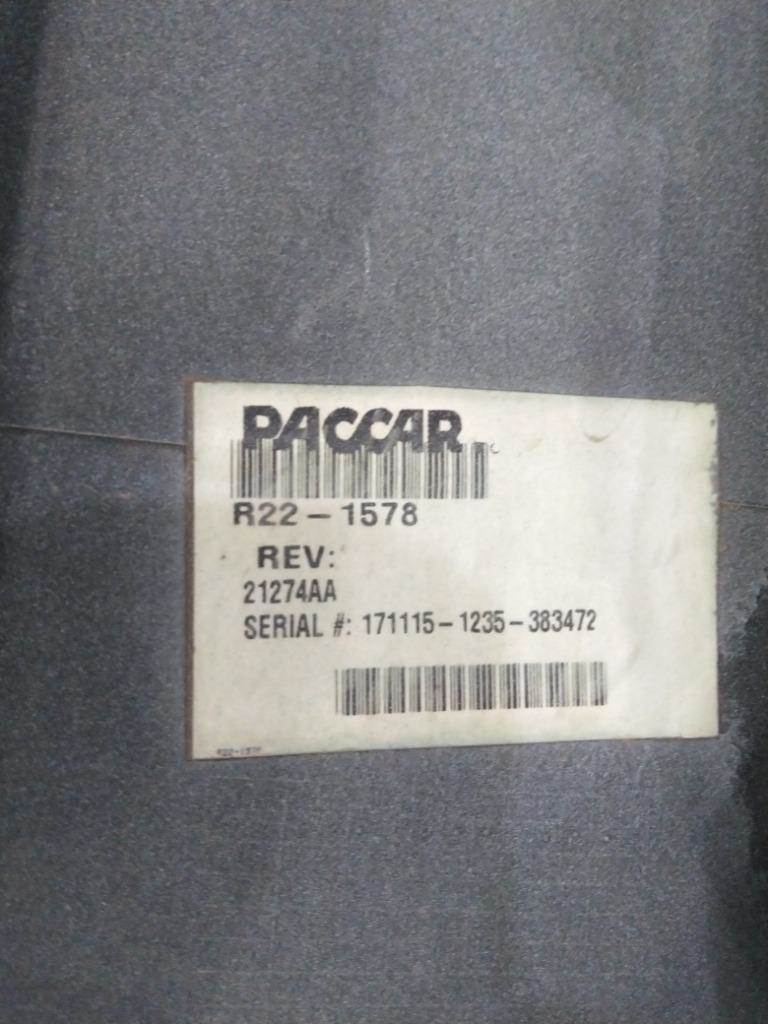 PACCAR
R22-1578
REV:
21274AA
SERIAL #: 171115-1235-383472